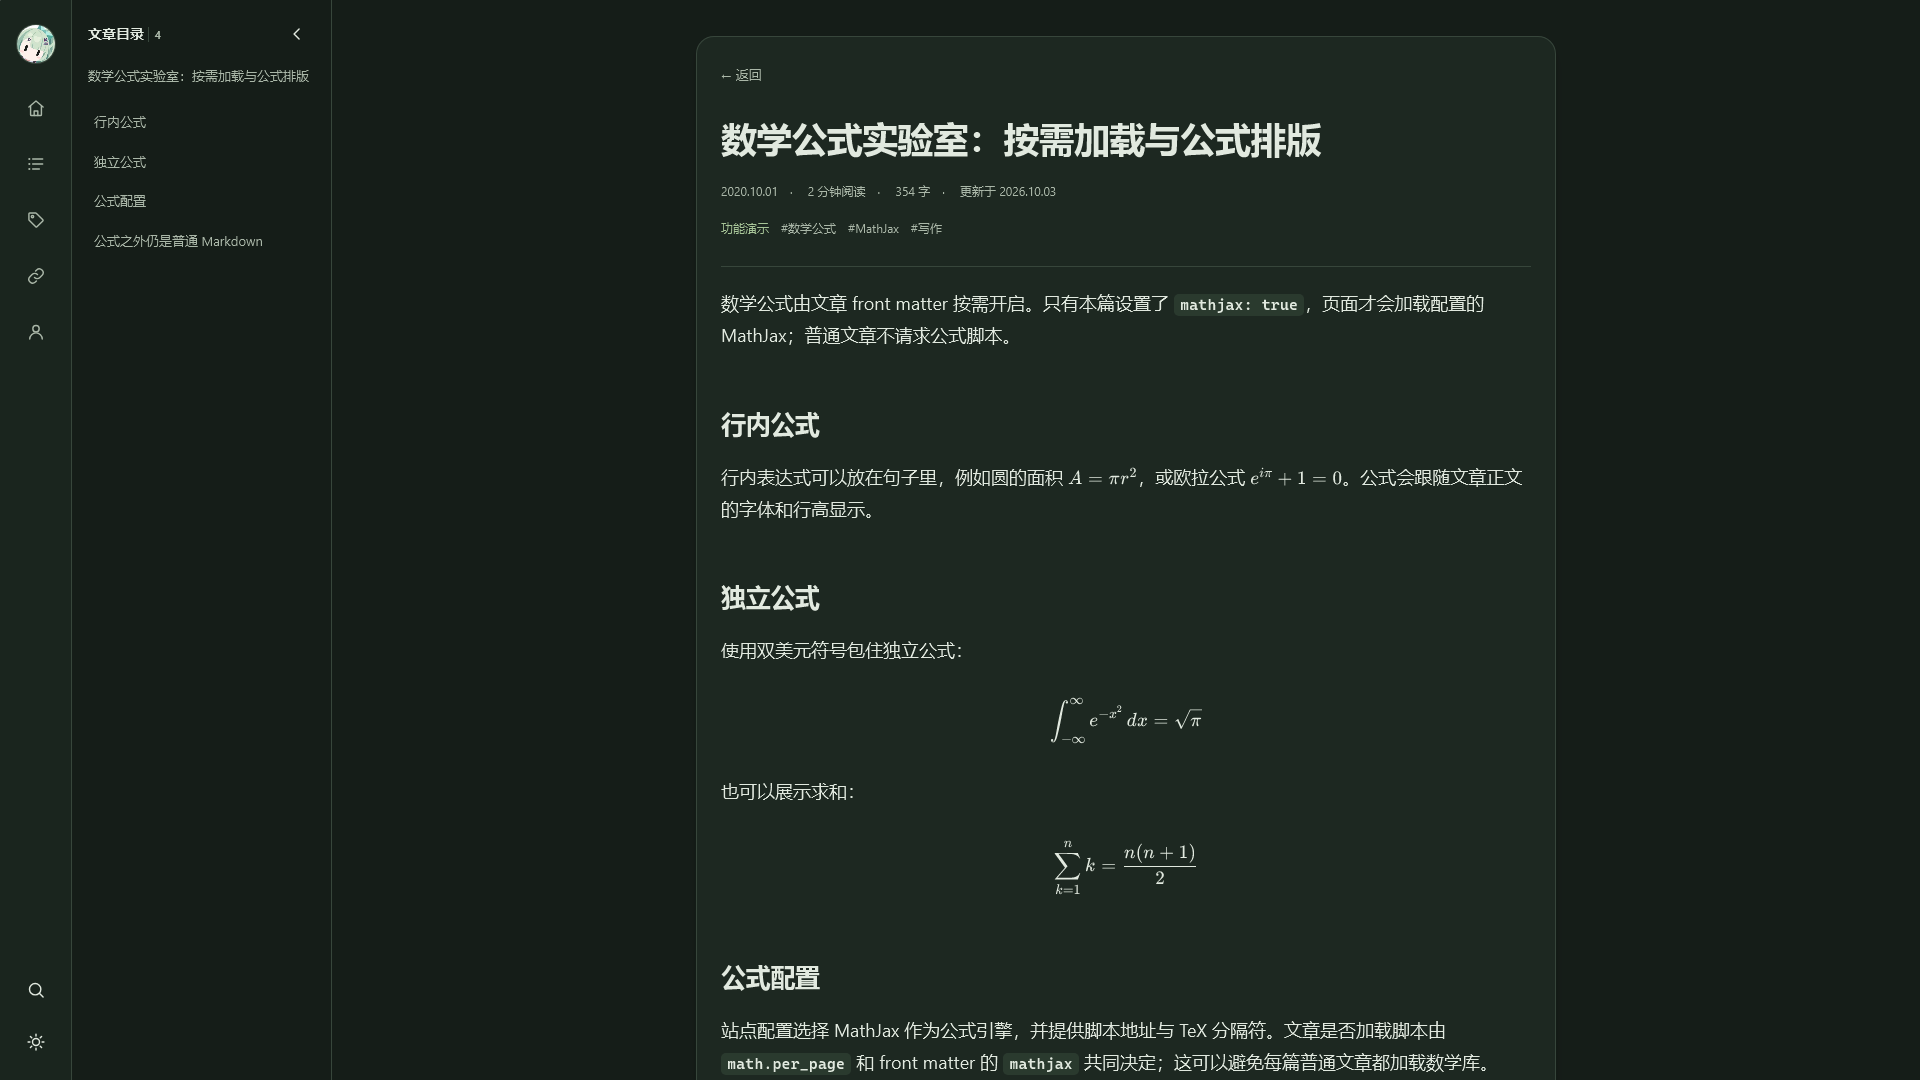 文章目录 4
数学公式实验室：按需加载与公式排版
行内公式
独立公式
公式配置
公式之外仍是普通 Markdown
← 返回
数学公式实验室：按需加载与公式排版
2020.10.01 · 2 分钟阅读 · 354 字 · 更新于 2026.10.03
功能演示 #数学公式 #MathJax #写作
数学公式由文章 front matter 按需开启。只有本篇设置了 mathjax: true，页面才会加载配置的
MathJax；普通文章不请求公式脚本。
行内公式
行内表达式可以放在句子里，例如圆的面积 A = πr²，或欧拉公式 e^{iπ} + 1 = 0。公式会跟随文章正文
的字体和行高显示。
独立公式
使用双美元符号包住独立公式：
∫_{−∞}^{∞} e^{−x²} dx = √π
也可以展示求和：
∑_{k=1}^{n} k = n(n + 1)/2
公式配置
站点配置选择 MathJax 作为公式引擎，并提供脚本地址与 TeX 分隔符。文章是否加载脚本由
math.per_page 和 front matter 的 mathjax 共同决定；这可以避免每篇普通文章都加载数学库。